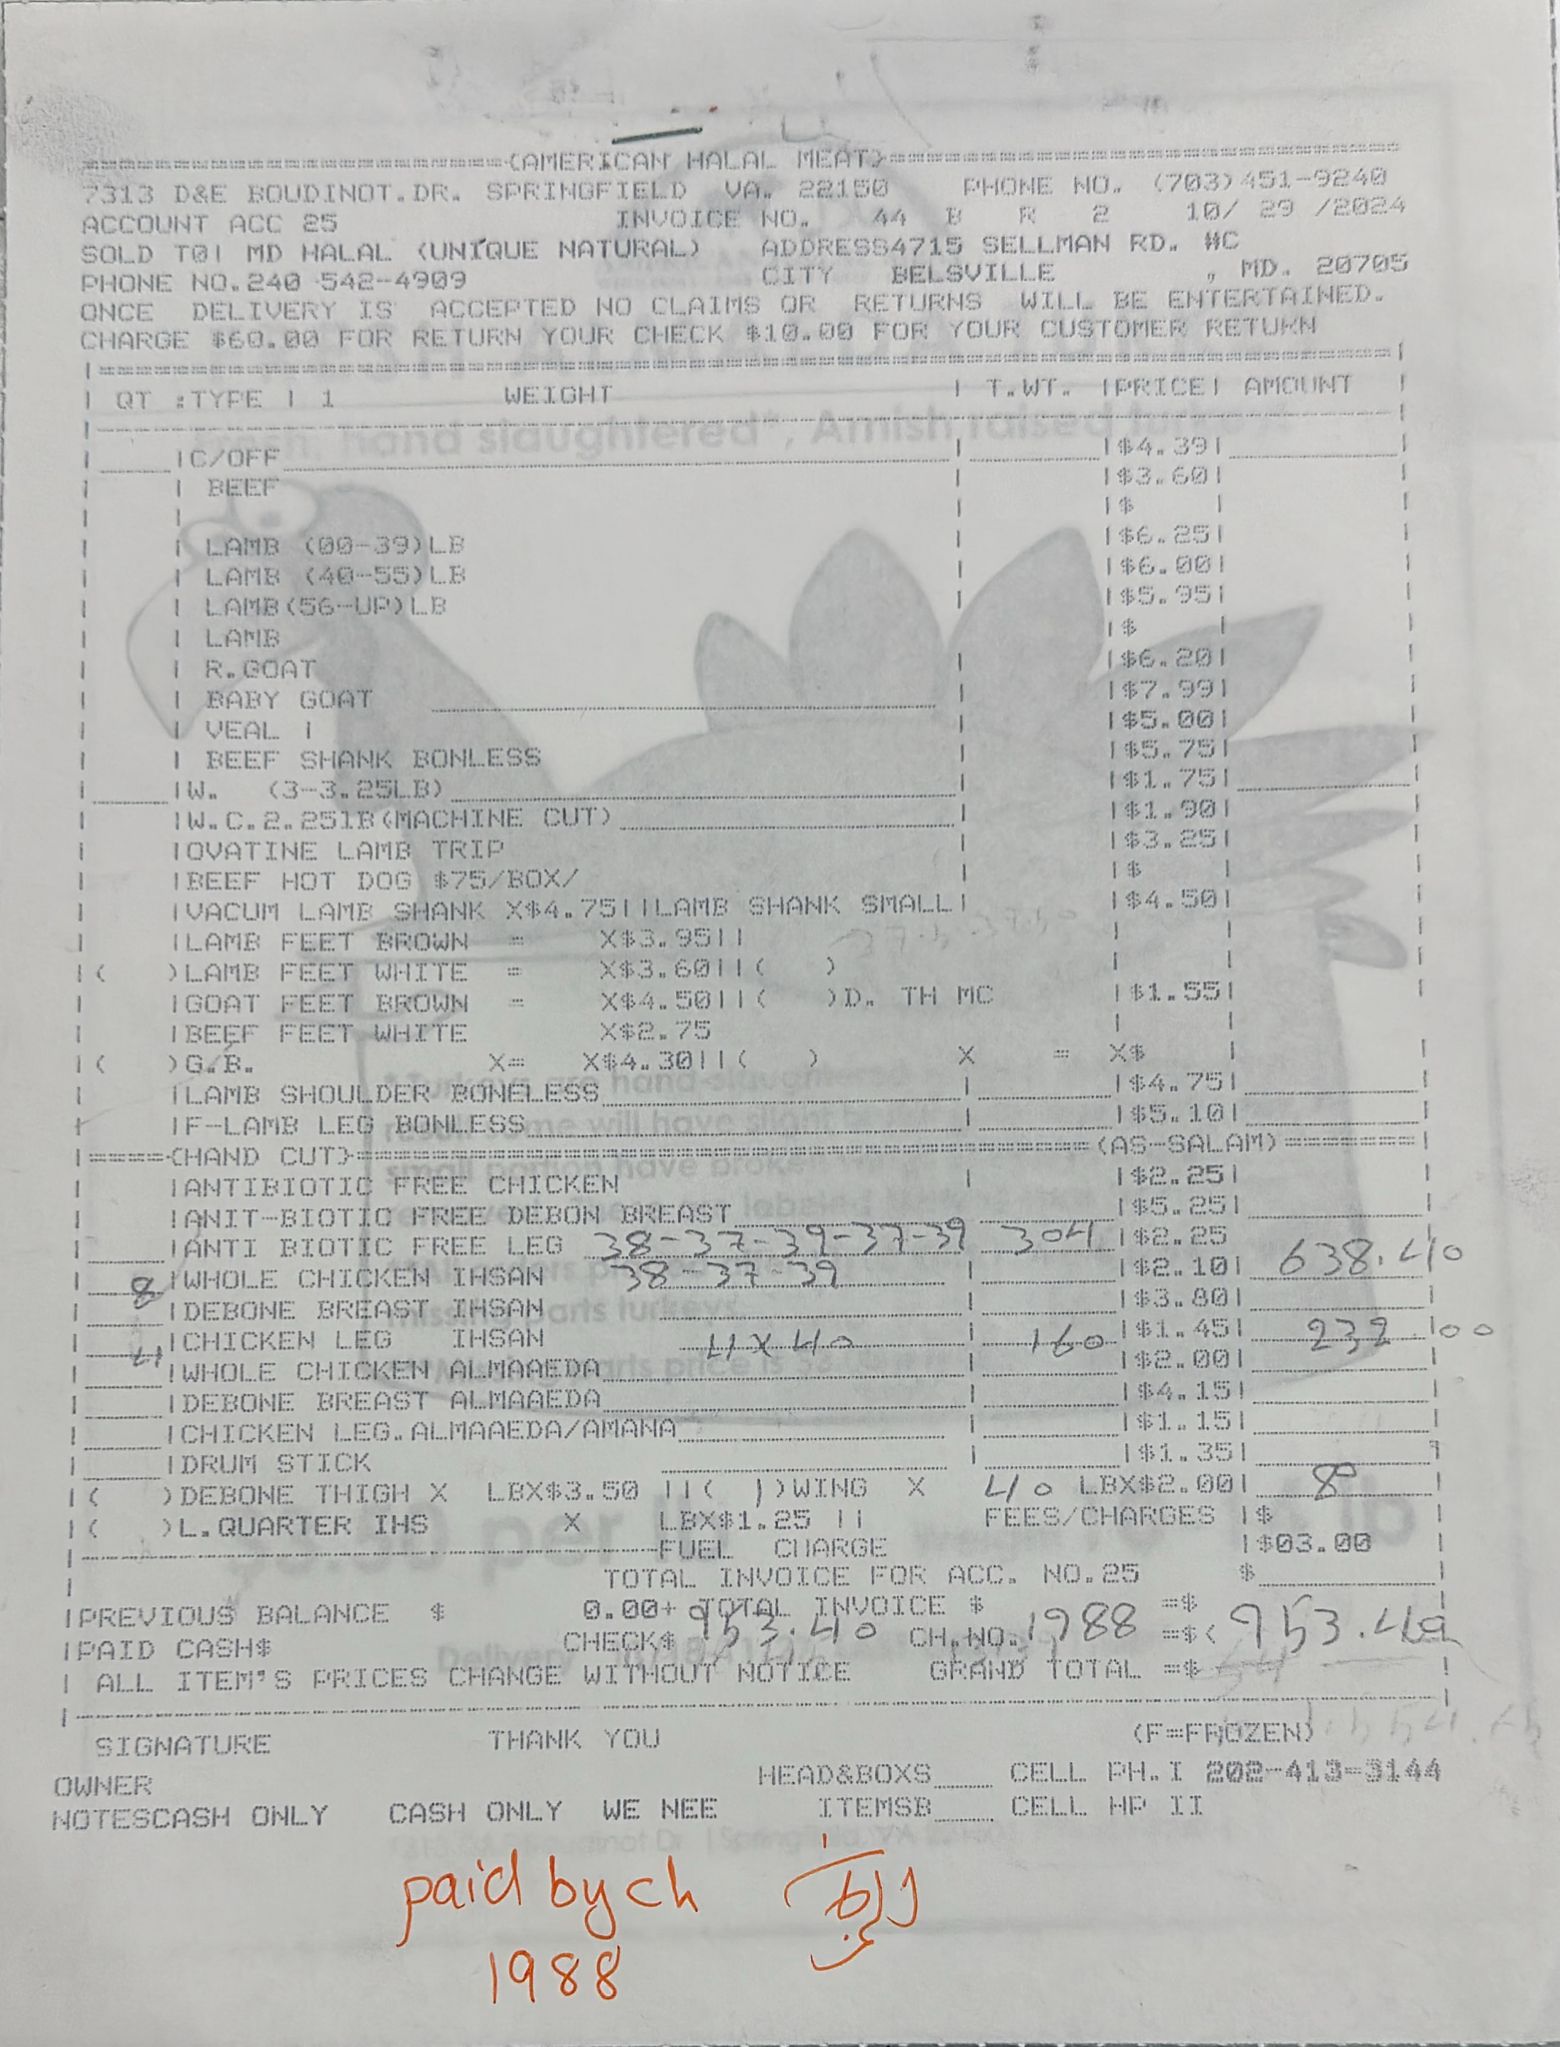 =========================={AMERICAN HALAL MEAT}================================
7313 D&E BOUDINOT.DR. SPRINGFIELD VA. 22150 PHONE NO. (703)451-9240
ACCOUNT ACC 25 INVOICE NO. 44 B R 2 10/ 29 /2024
SOLD TO| MD HALAL (UNIQUE NATURAL) ADDRESS4715 SELLMAN RD. #C
PHONE NO.240 542-4909 CITY BELSVILLE , MD. 20705
ONCE DELIVERY IS ACCEPTED NO CLAIMS OR RETURNS WILL BE ENTERTAINED.
CHARGE $60.00 FOR RETURN YOUR CHECK $10.00 FOR YOUR CUSTOMER RETURN
| QT :TYPE | 1 WEIGHT | T.WT. |PRICE| AMOUNT
|C/OFF |$4.39|
| BEEF |$3.60|
|$ |
| LAMB (00-39)LB |$6.25|
| LAMB (40-55)LB |$6.00|
| LAMB(56-UP)LB |$5.95|
| LAMB |$ |
| R.GOAT |$6.20|
| BABY GOAT |$7.99|
| VEAL | |$5.00|
| BEEF SHANK BONLESS |$5.75|
|W. (3-3.25LB) |$1.75|
|W.C.2.25lB(MACHINE CUT) |$1.90|
|OVATINE LAMB TRIP |$3.25|
|BEEF HOT DOG $75/BOX/ |$ |
|VACUM LAMB SHANK X$4.75||LAMB SHANK SMALL| |$4.50|
|LAMB FEET BROWN = X$3.95||
|( )LAMB FEET WHITE = X$3.60||( )
|GOAT FEET BROWN = X$4.50||( )D. TH MC |$1.55|
|BEEF FEET WHITE X$2.75
|( )G.B. X= X$4.30||( ) X = X$ |
|LAMB SHOULDER BONELESS |$4.75|
|F-LAMB LEG BONLESS |$5.10|
|====={HAND CUT}=====================================(AS-SALAM)=======|
|ANTIBIOTIC FREE CHICKEN |$2.25|
|ANIT-BIOTIC FREE DEBON BREAST |$5.25|
|ANTI BIOTIC FREE LEG 38-37-39-37-39 304 |$2.25
8 |WHOLE CHICKEN IHSAN 38-37-39 |$2.10| 638.40
|DEBONE BREAST IHSAN |$3.80|
4 |CHICKEN LEG IHSAN 4x40 160 |$1.45| 232 00
|WHOLE CHICKEN ALMAAEDA |$2.00|
|DEBONE BREAST ALMAAEDA |$4.15|
|CHICKEN LEG.ALMAAEDA/AMANA |$1.15|
|DRUM STICK |$1.35|
|( )DEBONE THIGH X LBX$3.50 ||( 1 )WING X 40 LBX$2.00| 80
|( )L.QUARTER IHS X LBX$1.25 || FEES/CHARGES |$
FUEL CHARGE |$03.00
TOTAL INVOICE FOR ACC. NO.25 $
|PREVIOUS BALANCE $ 0.00+ TOTAL INVOICE $ =$
|PAID CASH$ CHECK$ 953.40 CH.NO. 1988 =$( 953.40
| ALL ITEM'S PRICES CHANGE WITHOUT NOTICE GRAND TOTAL =$
SIGNATURE THANK YOU (F=FROZEN)
OWNER HEAD&BOXS CELL PH.I 202-413-3144
NOTESCASH ONLY CASH ONLY WE NEE ITEMSB CELL HP II
paid by ch
1988